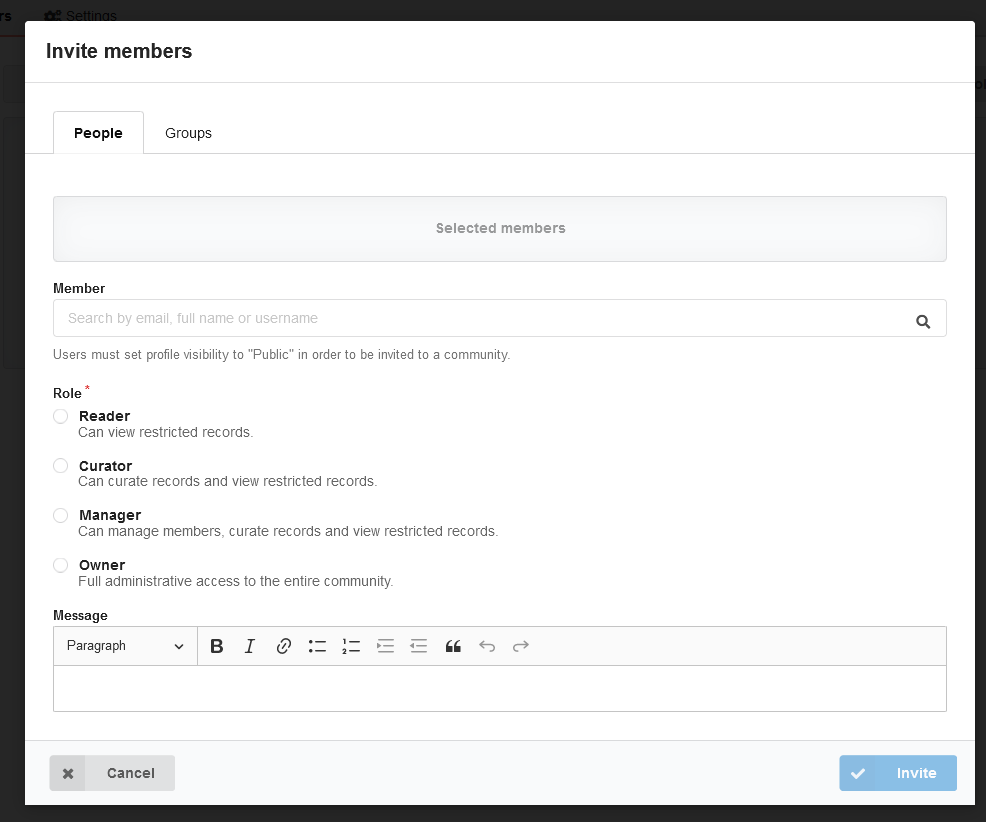 rs Settings
Invite members
People Groups
Selected members
Member
Search by email, full name or username
Users must set profile visibility to "Public" in order to be invited to a community.
Role *
Reader
Can view restricted records.
Curator
Can curate records and view restricted records.
Manager
Can manage members, curate records and view restricted records.
Owner
Full administrative access to the entire community.
Message
Paragraph B I
Cancel Invite